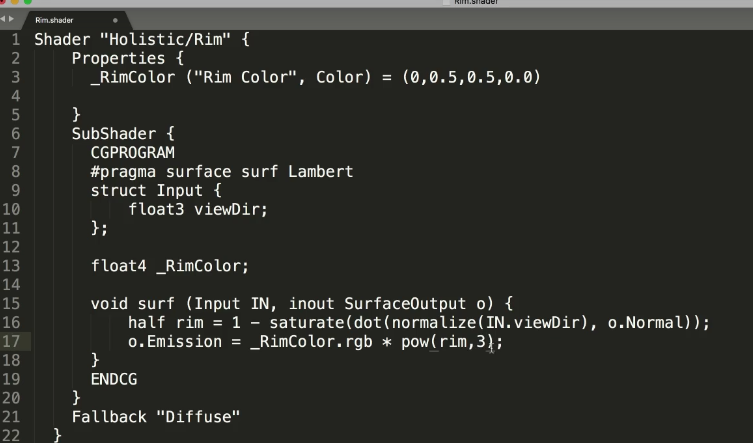 Rim.shader
Rim.shader
1 Shader "Holistic/Rim" {
2 Properties {
3 _RimColor ("Rim Color", Color) = (0,0.5,0.5,0.0)
4
5 }
6 SubShader {
7 CGPROGRAM
8 #pragma surface surf Lambert
9 struct Input {
10 float3 viewDir;
11 };
12
13 float4 _RimColor;
14
15 void surf (Input IN, inout SurfaceOutput o) {
16 half rim = 1 - saturate(dot(normalize(IN.viewDir), o.Normal));
17 o.Emission = _RimColor.rgb * pow(rim,3);
18 }
19 ENDCG
20 }
21 Fallback "Diffuse"
22 }